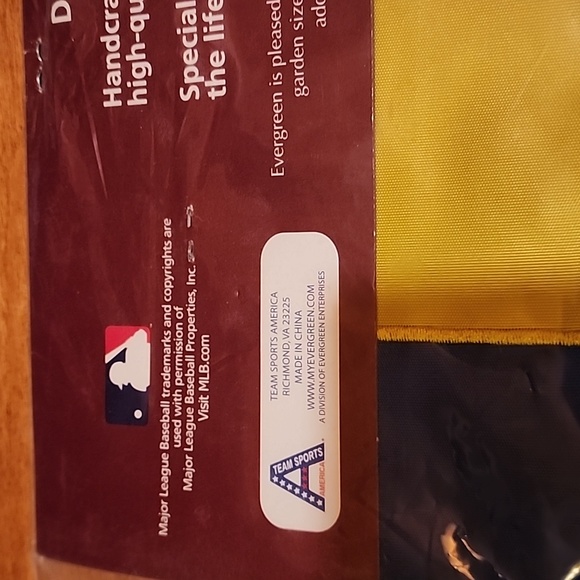 D
Handcra
high-qu
Special
the life
Evergreen is pleased
garden size
add
Major League Baseball trademarks and copyrights are
used with permission of
Major League Baseball Properties, Inc.
Visit MLB.com
TEAM SPORTS AMERICA
RICHMOND, VA 23225
MADE IN CHINA
WWW.MYEVERGREEN.COM
A DIVISION OF EVERGREEN ENTERPRISES
TEAM SPORTS
AMERICA